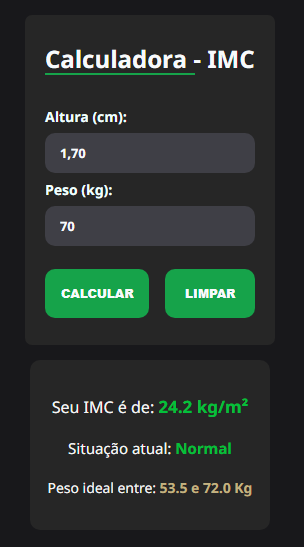 Calculadora - IMC
Altura (cm):
1,70
Peso (kg):
70
CALCULAR LIMPAR
Seu IMC é de: 24.2 kg/m²
Situação atual: Normal
Peso ideal entre: 53.5 e 72.0 Kg